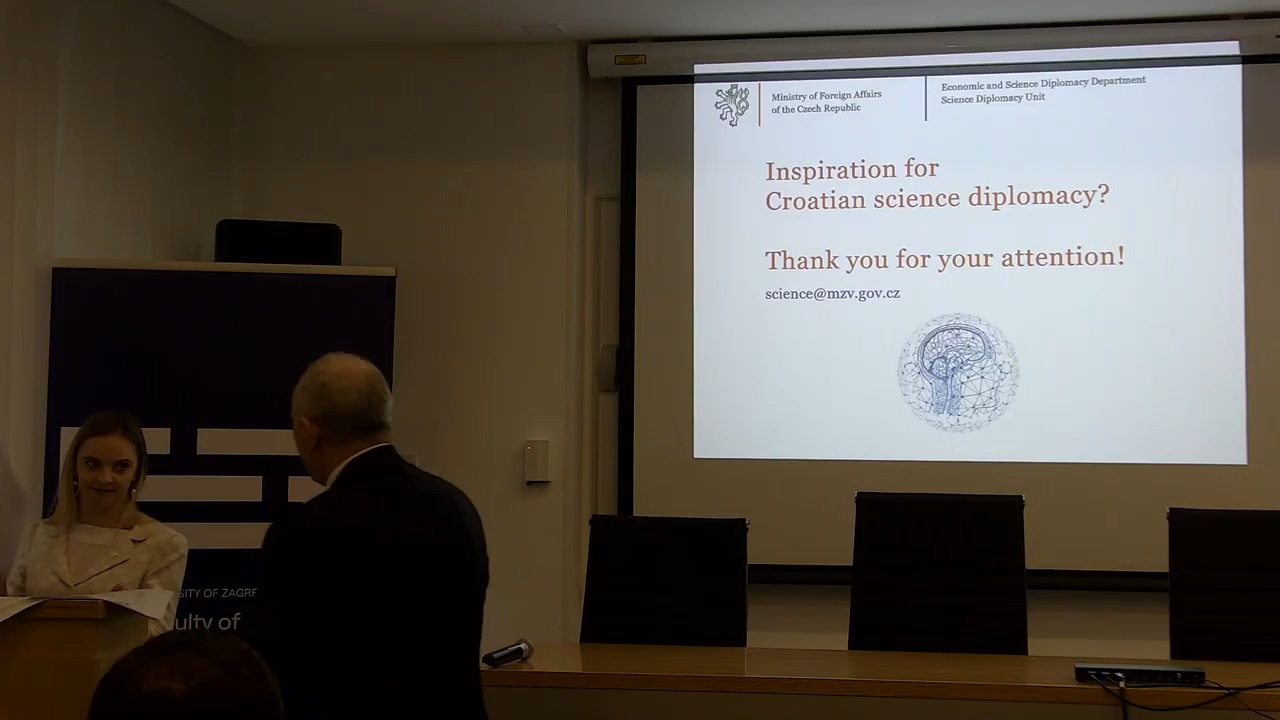 Ministry of Foreign Affairs
of the Czech Republic
Economic and Science Diplomacy Department
Science Diplomacy Unit
Inspiration for
Croatian science diplomacy?
Thank you for your attention!
science@mzv.gov.cz
SITY OF ZAGRE
ulty of